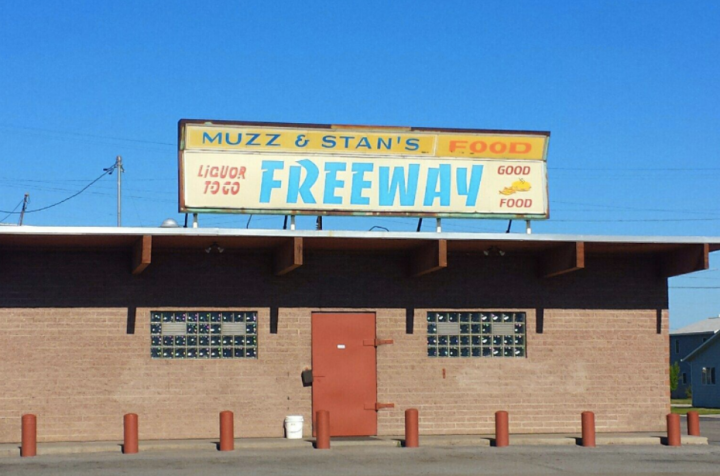 MUZZ & STAN'S FOOD
LIQUOR
TO GO
FREEWAY
GOOD
FOOD